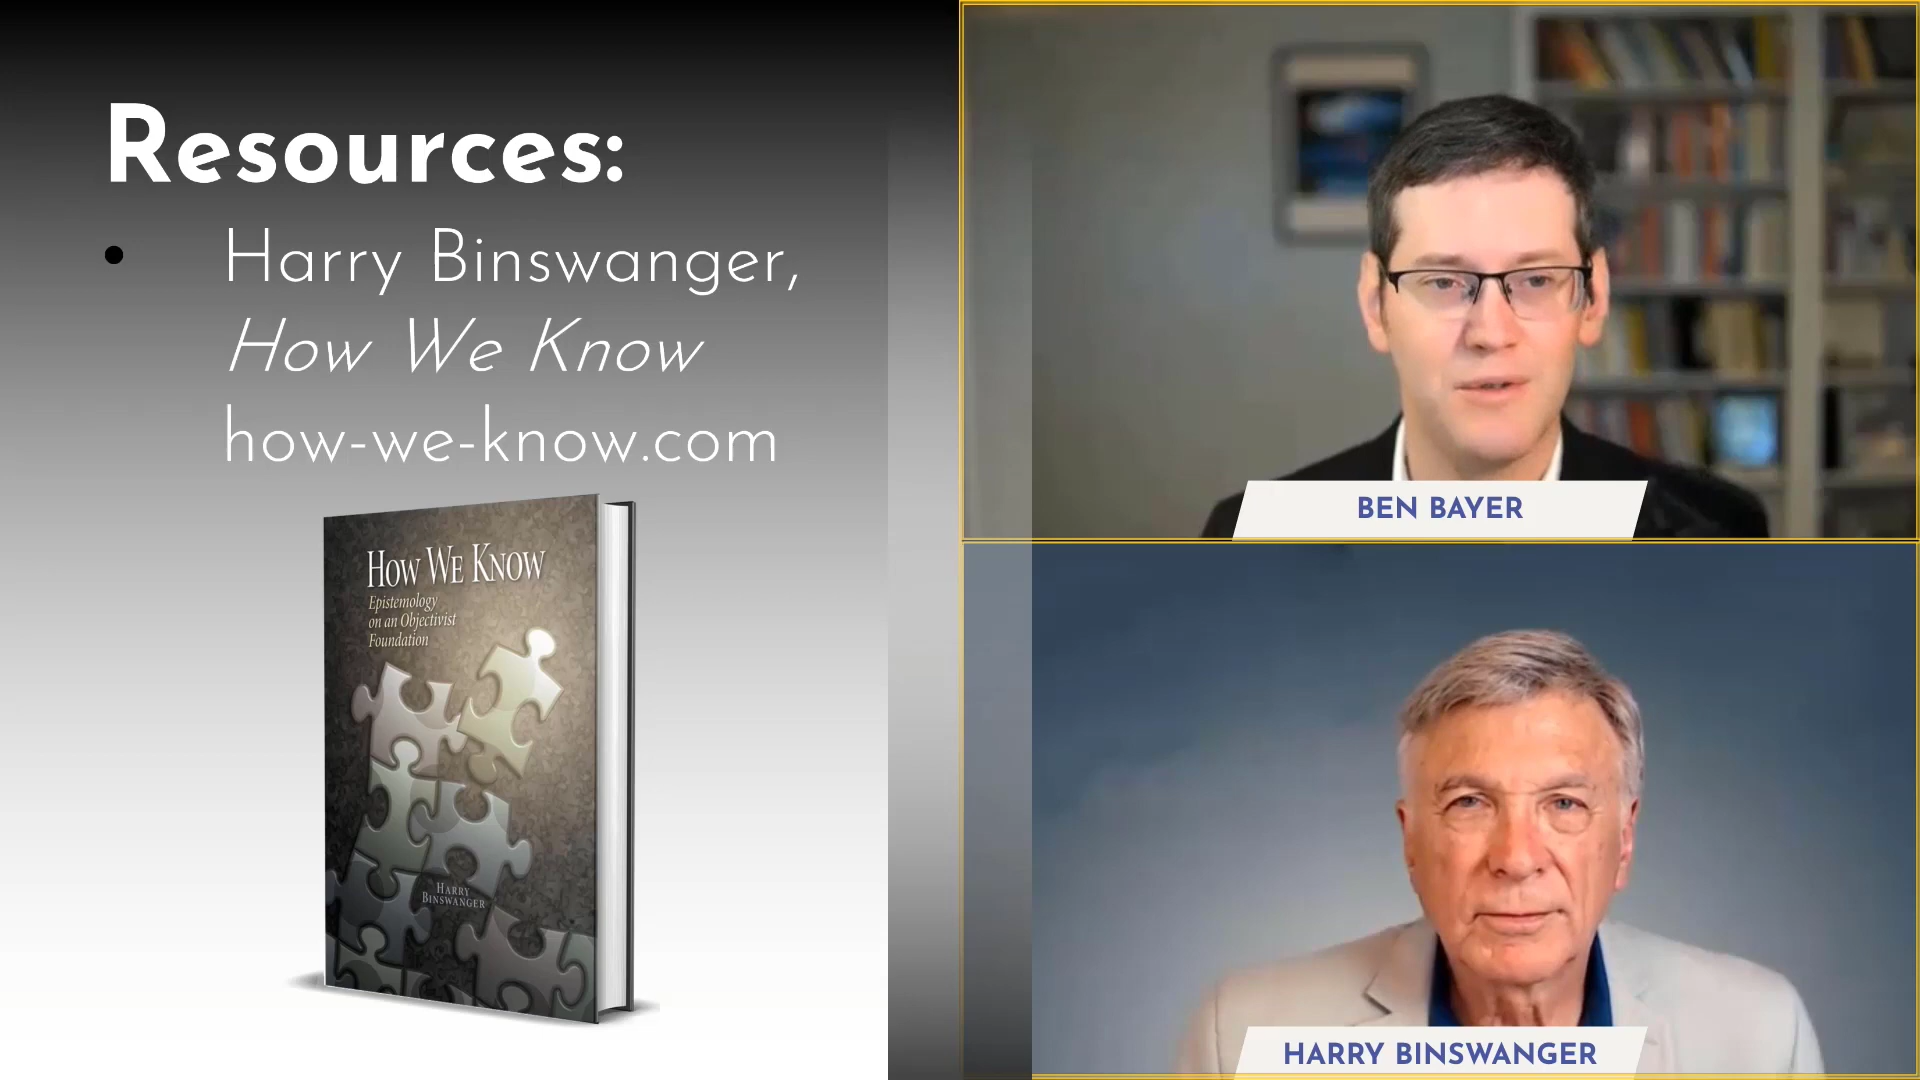 Resources:
• Harry Binswanger,
How We Know
how-we-know.com
How We Know
Epistemology
on an Objectivist
Foundation
Harry
Binswanger
BEN BAYER
HARRY BINSWANGER